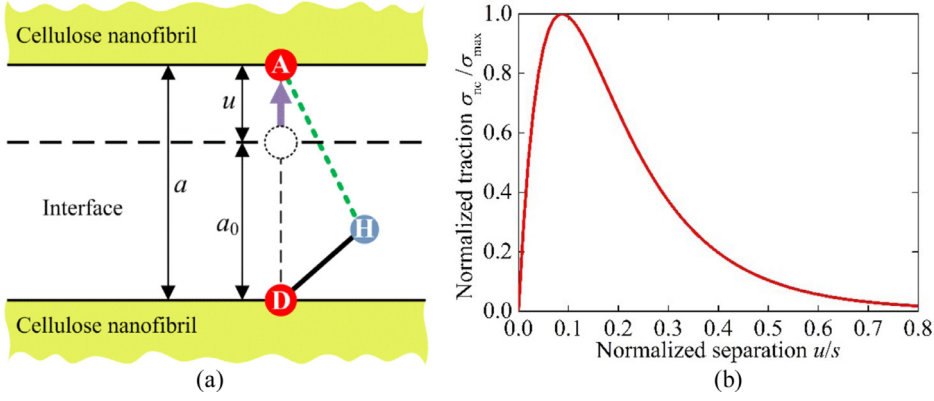 Cellulose nanofibril
A
u
a
Interface
a₀
H
D
Cellulose nanofibril
(a)
Normalized traction σnc/σmax
1.0
0.8
0.6
0.4
0.2
0.0
0.0 0.1 0.2 0.3 0.4 0.5 0.6 0.7 0.8
Normalized separation u/s
(b)